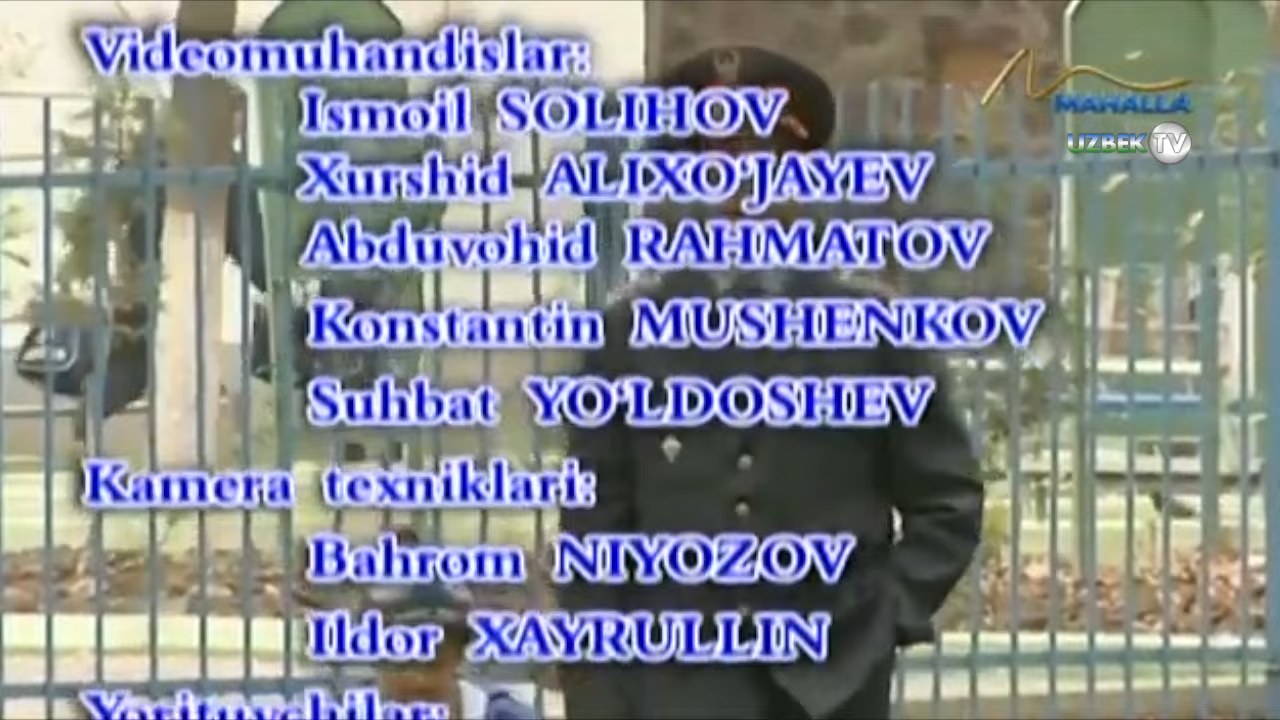 Videomuhandislar:
Ismoil SOLIHOV
Xurshid ALIXO‘JAYEV
Abduvohid RAHMATOV
Konstantin MUSHENKOV
Suhbat YO‘LDOSHEV
Kamera texniklari:
Bahrom NIYOZOV
Ildor XAYRULLIN
Yorituvchilar:
MAHALLA
UZBEK TV